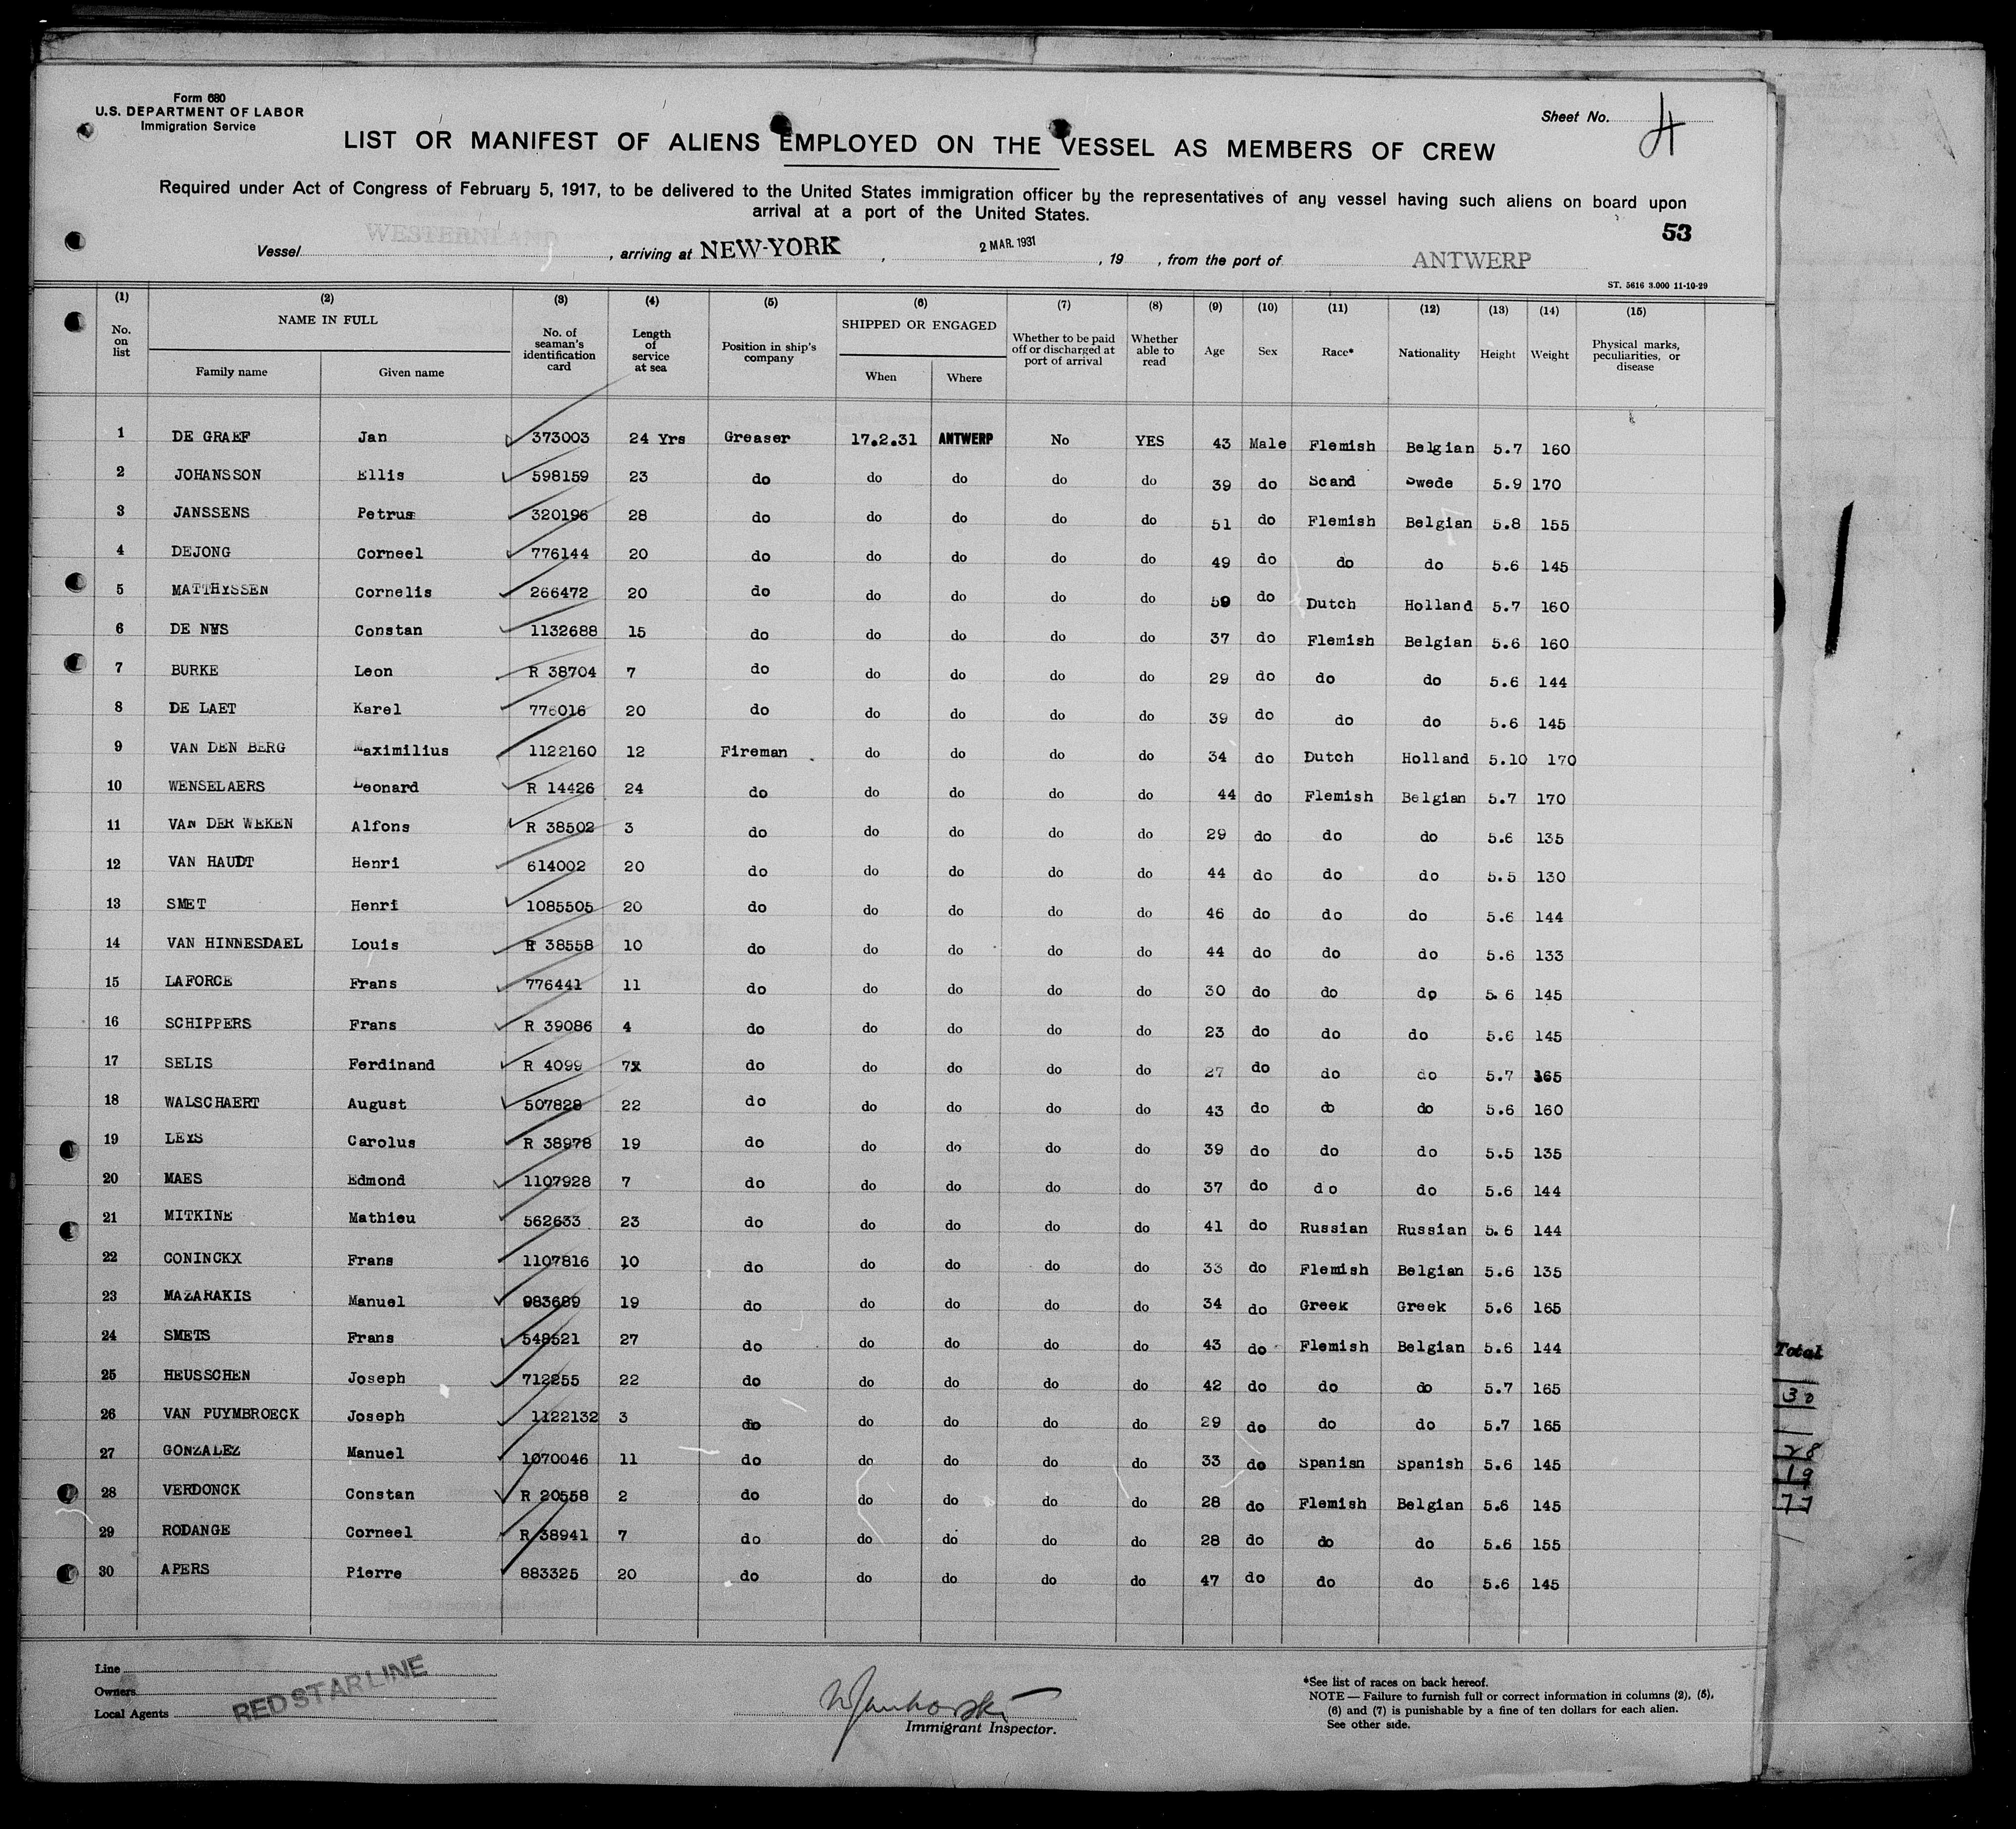 Form 680
U.S. DEPARTMENT OF LABOR
Immigration Service
Sheet No. 4
LIST OR MANIFEST OF ALIENS EMPLOYED ON THE VESSEL AS MEMBERS OF CREW
Required under Act of Congress of February 5, 1917, to be delivered to the United States immigration officer by the representatives of any vessel having such aliens on board upon
arrival at a port of the United States.
53
Vessel WESTERNLAND, arriving at NEW-YORK, 2 MAR. 1931, 19 , from the port of ANTWERP
ST. 5616 3.000 11-10-29
(1) (2) (3) (4) (5) (6) (7) (8) (9) (10) (11) (12) (13) (14) (15)
No. on list NAME IN FULL Family name Given name No. of seaman's identification card Length of service at sea Position in ship's company SHIPPED OR ENGAGED When Where Whether to be paid off or discharged at port of arrival Whether able to read Age Sex Race* Nationality Height Weight Physical marks, peculiarities, or disease
1 DE GRAEF Jan 373003 24 Yrs Greaser 17.2.31 ANTWERP No YES 43 Male Flemish Belgian 5.7 160
2 JOHANSSON Ellis 598159 23 do do do do do 39 do Scand Swede 5.9 170
3 JANSSENS Petrus 320196 28 do do do do do 51 do Flemish Belgian 5.8 155
4 DEJONG Corneel 776144 20 do do do do do 49 do do do 5.6 145
5 MATTHYSSEN Cornelis 266472 20 do do do do do 59 do Dutch Holland 5.7 160
6 DE NYS Constan 1132688 15 do do do do do 37 do Flemish Belgian 5.6 160
7 BURKE Leon R 38704 7 do do do do do 29 do do do 5.6 144
8 DE LAET Karel 776016 20 do do do do do 39 do do do 5.6 145
9 VAN DEN BERG Maximilius 1122160 12 Fireman do do do do 34 do Dutch Holland 5.10 170
10 WENSELAERS Leonard R 14426 24 do do do do do 44 do Flemish Belgian 5.7 170
11 VAN DER WEKEN Alfons R 38502 3 do do do do do 29 do do do 5.6 135
12 VAN HAUDT Henri 614002 20 do do do do do 44 do do do 5.5 130
13 SMET Henri 1085505 20 do do do do do 46 do do do 5.6 144
14 VAN HINNESDAEL Louis R 38558 10 do do do do do 44 do do do 5.6 133
15 LAFORCE Frans 776441 11 do do do do do 30 do do do 5.6 145
16 SCHIPPERS Frans R 39086 4 do do do do do 23 do do do 5.6 145
17 SELIS Ferdinand R 4099 7x do do do do do 27 do do do 5.7 165
18 WALSCHAERT August 507828 22 do do do do do 43 do do do 5.6 160
19 LEYS Carolus R 38978 19 do do do do do 39 do do do 5.5 135
20 MAES Edmond 1107928 7 do do do do do 37 do do do 5.6 144
21 MITKINE Mathieu 562633 23 do do do do do 41 do Russian Russian 5.6 144
22 CONINCKX Frans 1107816 10 do do do do do 33 do Flemish Belgian 5.6 135
23 MAZARAKIS Manuel 983689 19 do do do do do 34 do Greek Greek 5.6 165
24 SMETS Frans 548521 27 do do do do do 43 do Flemish Belgian 5.6 144
25 HEUSSCHEN Joseph 712255 22 do do do do do 42 do do do 5.7 165
26 VAN PUYMBROECK Joseph 1122132 3 do do do do do 29 do do do 5.7 165
27 GONZALEZ Manuel 1070046 11 do do do do do 33 do Spanish Spanish 5.6 145
28 VERDONCK Constan R 20558 2 do do do do do 28 do Flemish Belgian 5.6 145
29 RODANGE Corneel R 38941 7 do do do do do 28 do do do 5.6 155
30 APERS Pierre 883325 20 do do do do do 47 do do do 5.6 145
Total
30
28
19
77
Line
Owners
Local Agents
RED STAR LINE
Immigrant Inspector.
*See list of races on back hereof.
NOTE — Failure to furnish full or correct information in columns (2), (5),
(6) and (7) is punishable by a fine of ten dollars for each alien.
See other side.